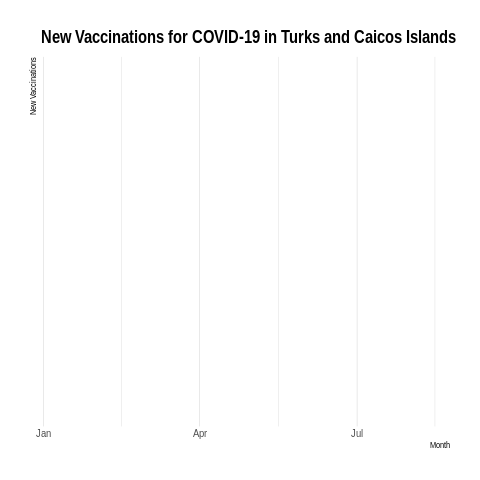 New Vaccinations for COVID-19 in Turks and Caicos Islands
New Vaccinations
Jan
Apr
Jul
Month